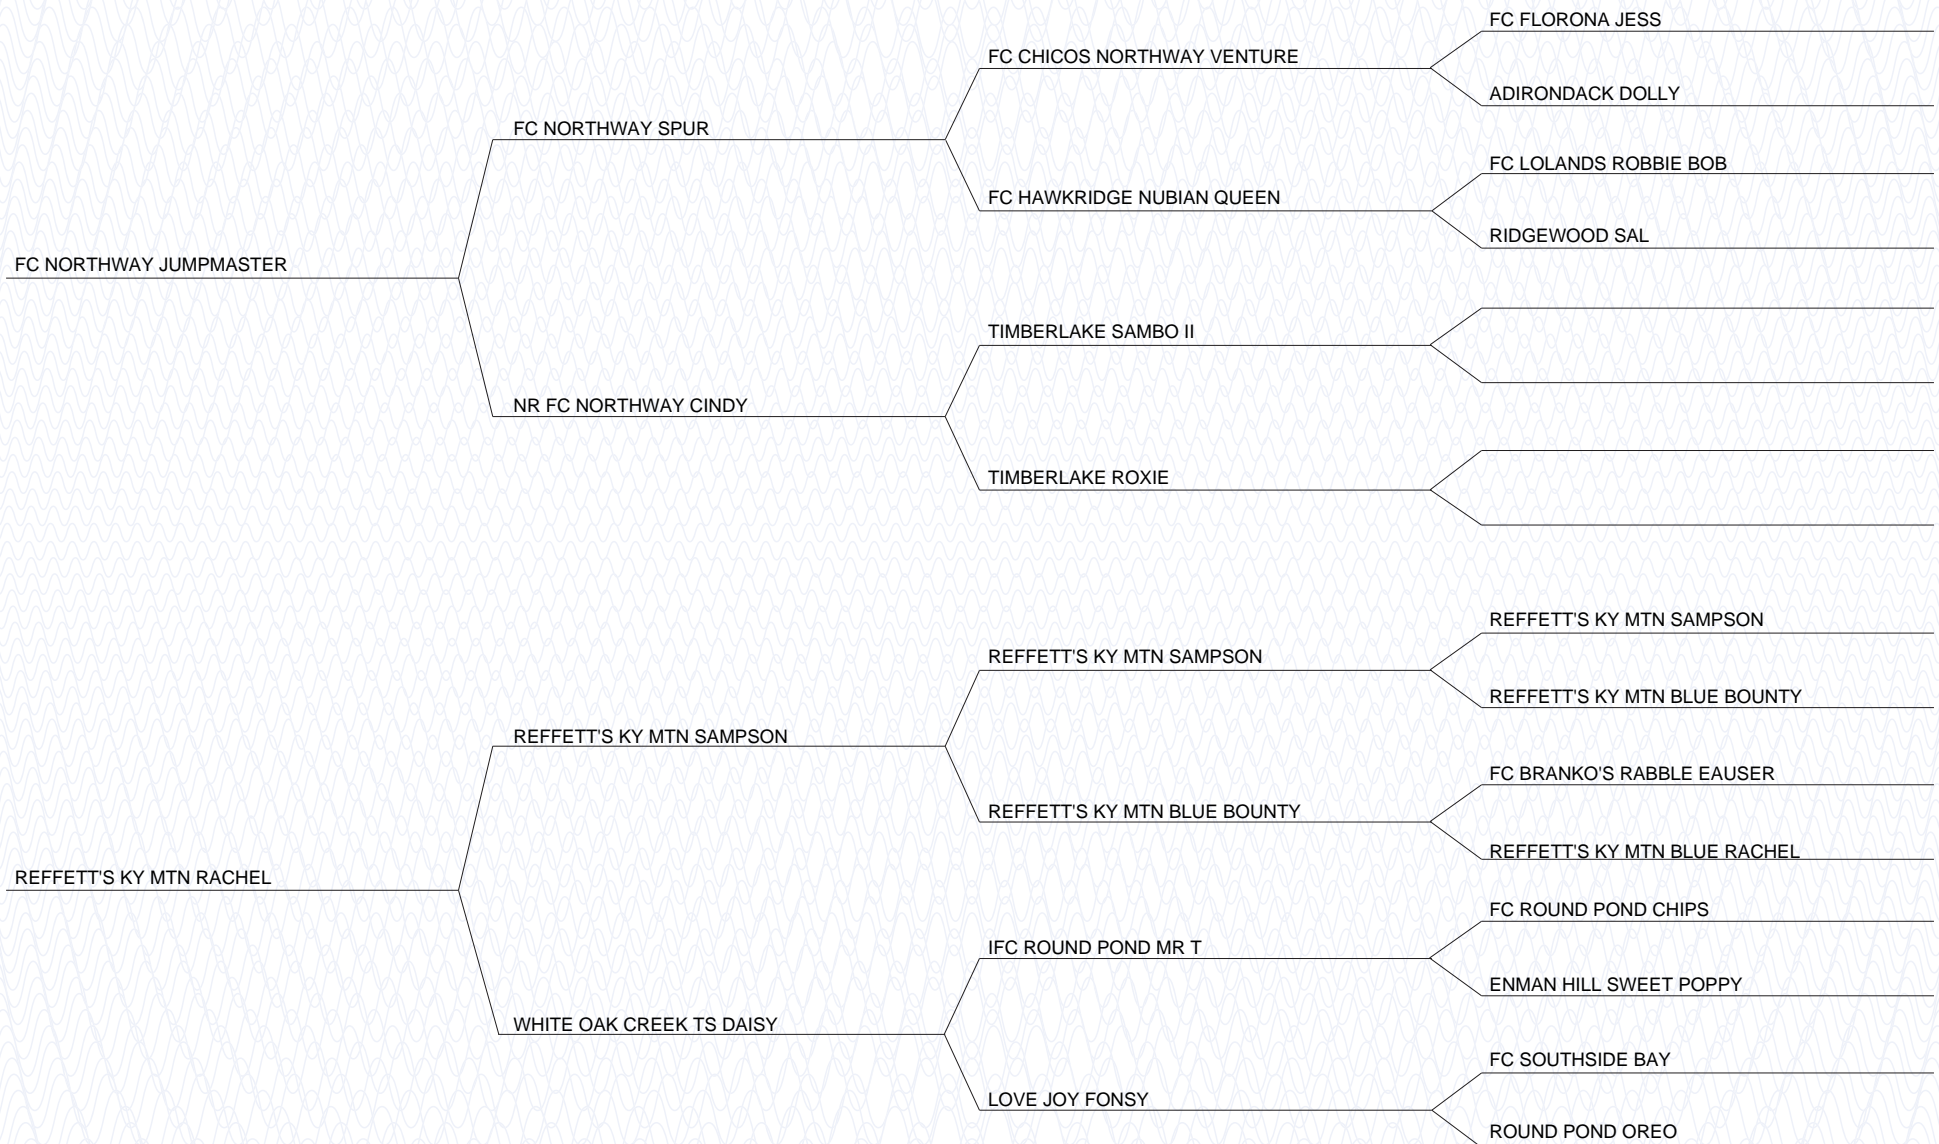 FC FLORONA JESS
FC CHICOS NORTHWAY VENTURE
ADIRONDACK DOLLY
FC NORTHWAY SPUR
FC LOLANDS ROBBIE BOB
FC HAWKRIDGE NUBIAN QUEEN
RIDGEWOOD SAL
FC NORTHWAY JUMPMASTER
TIMBERLAKE SAMBO II
NR FC NORTHWAY CINDY
TIMBERLAKE ROXIE
REFFETT'S KY MTN SAMPSON
REFFETT'S KY MTN SAMPSON
REFFETT'S KY MTN BLUE BOUNTY
REFFETT'S KY MTN SAMPSON
FC BRANKO'S RABBLE EAUSER
REFFETT'S KY MTN BLUE BOUNTY
REFFETT'S KY MTN BLUE RACHEL
REFFETT'S KY MTN RACHEL
FC ROUND POND CHIPS
IFC ROUND POND MR T
ENMAN HILL SWEET POPPY
WHITE OAK CREEK TS DAISY
FC SOUTHSIDE BAY
LOVE JOY FONSY
ROUND POND OREO